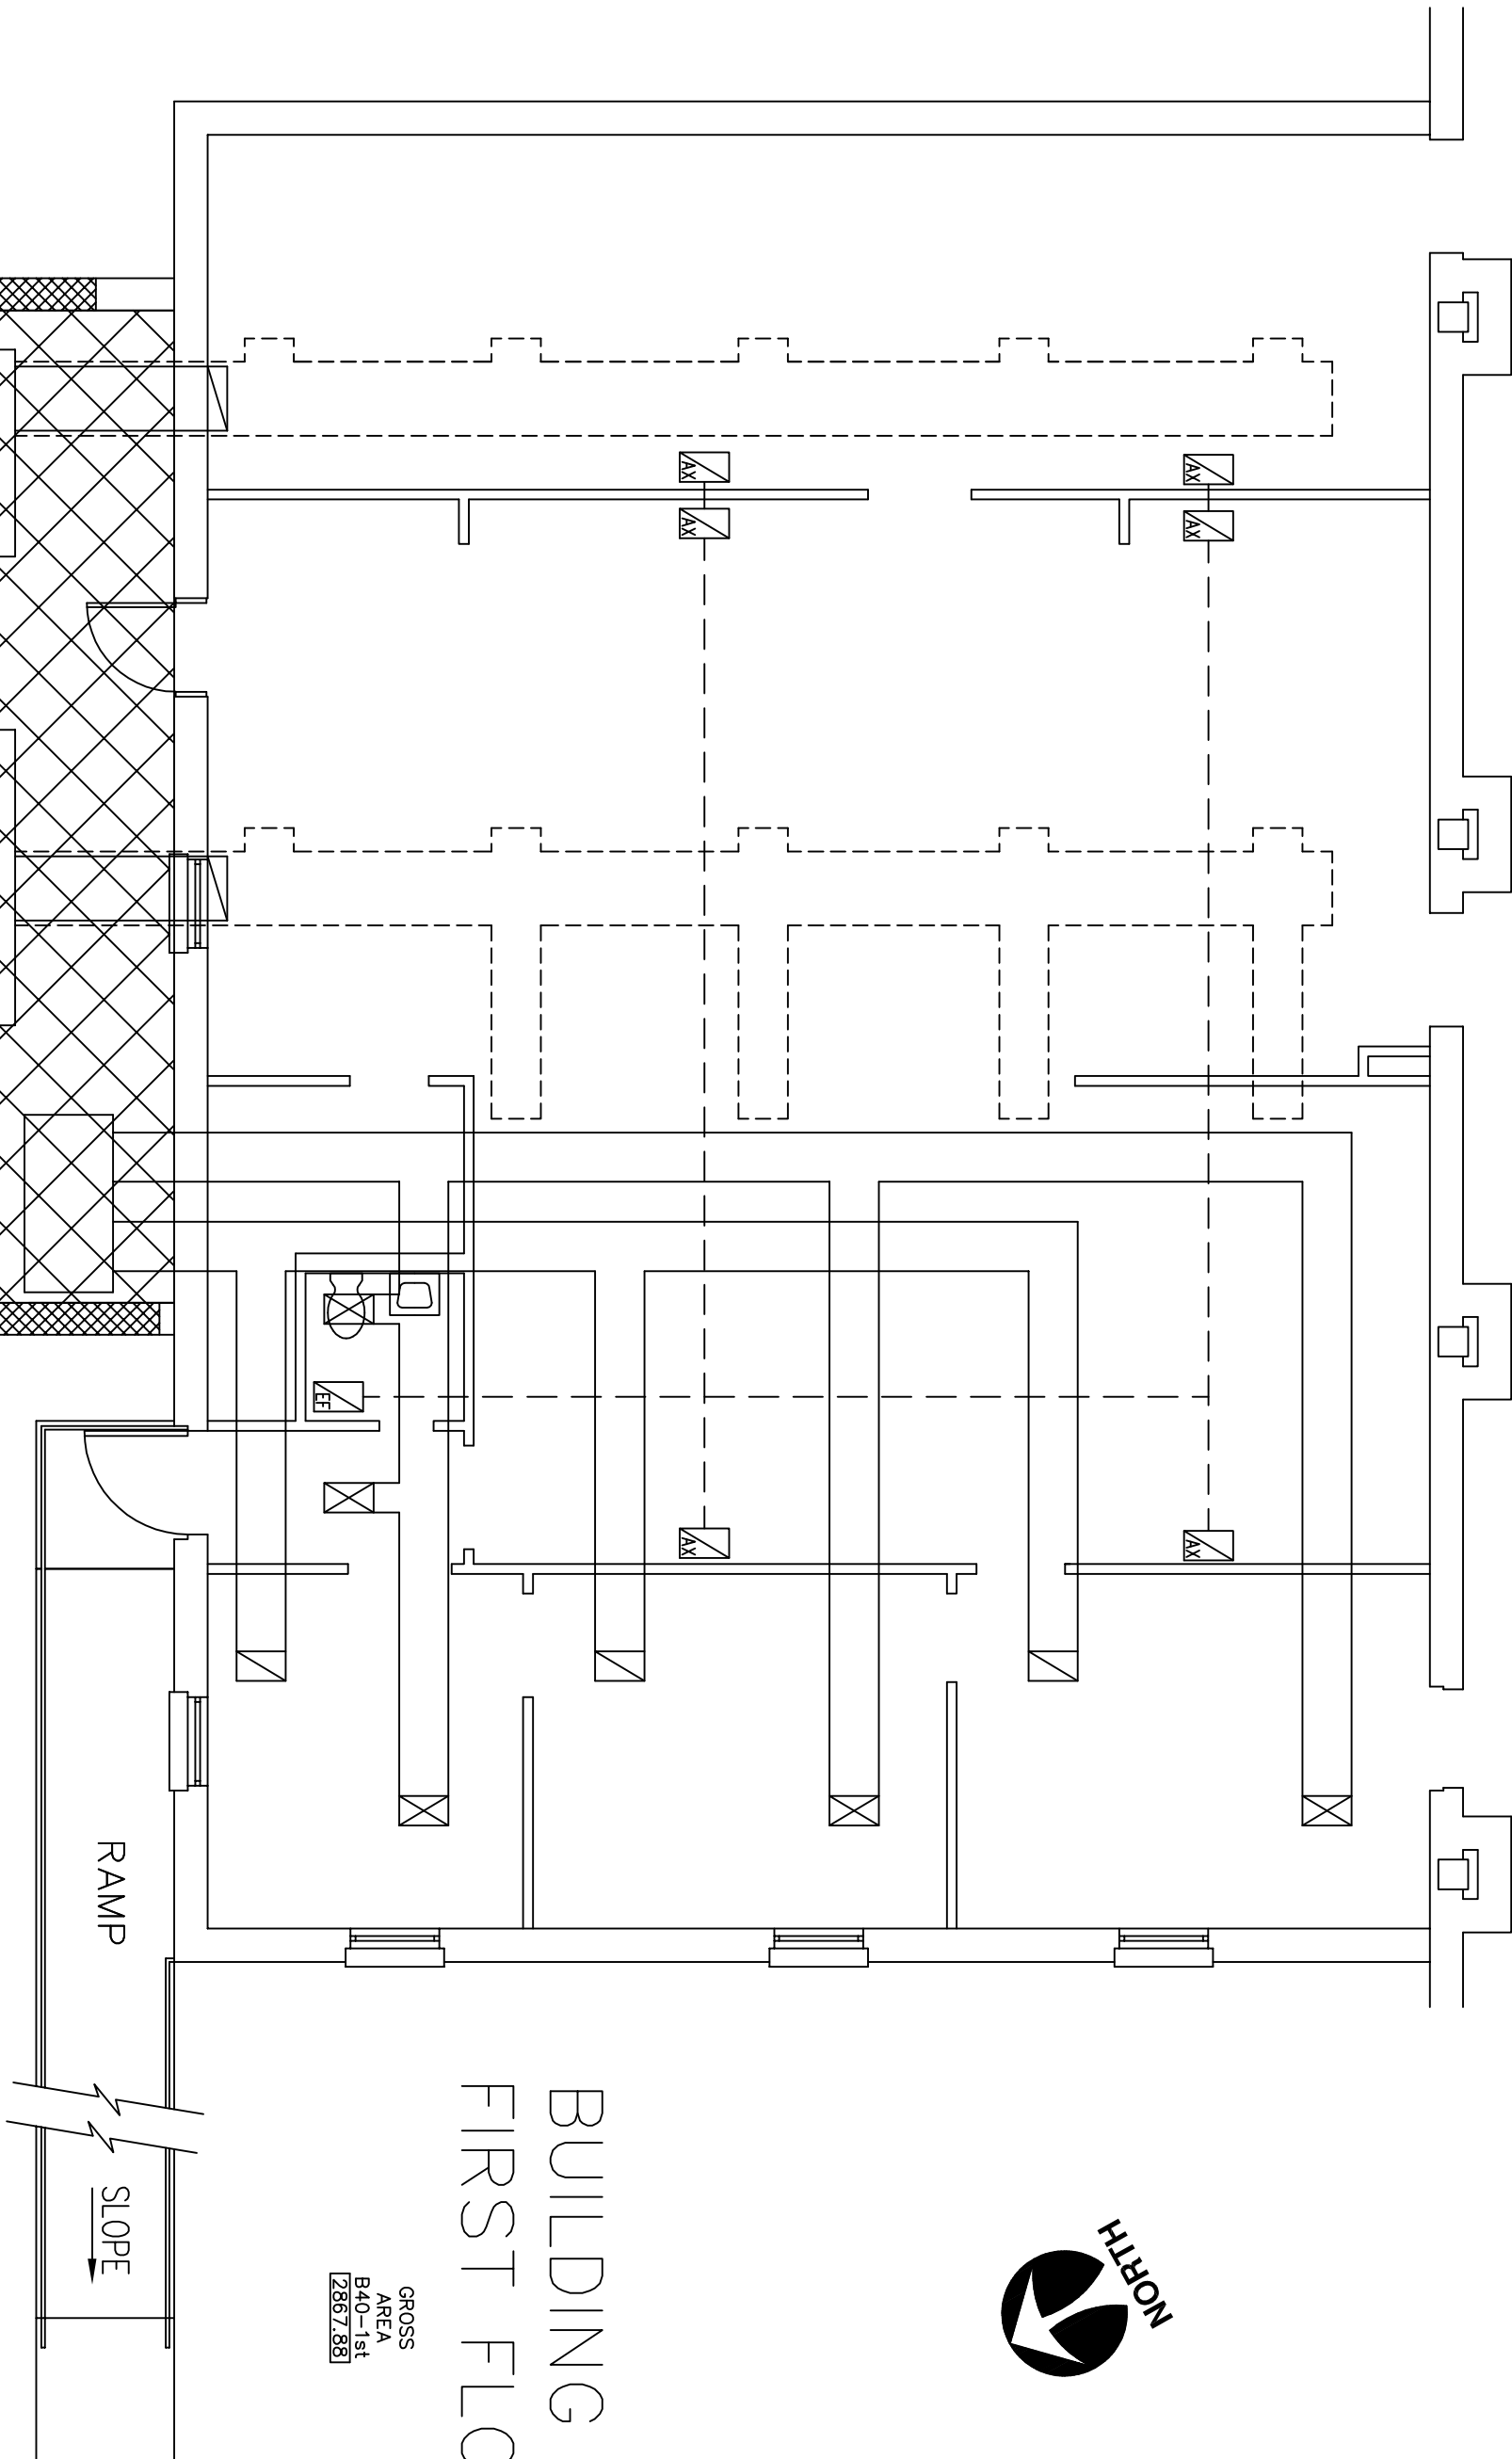 AX
AX
AX
AX
EF
AX
AX
RAMP
SLOPE
BUILDING
FIRST FLO
GROSS
AREA
B40-1st
2867.88
NORTH